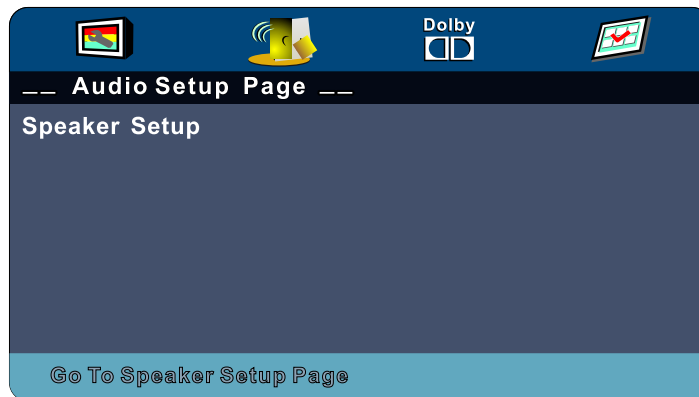 Dolby
__ Audio Setup Page __
Speaker Setup
Go To Speaker Setup Page